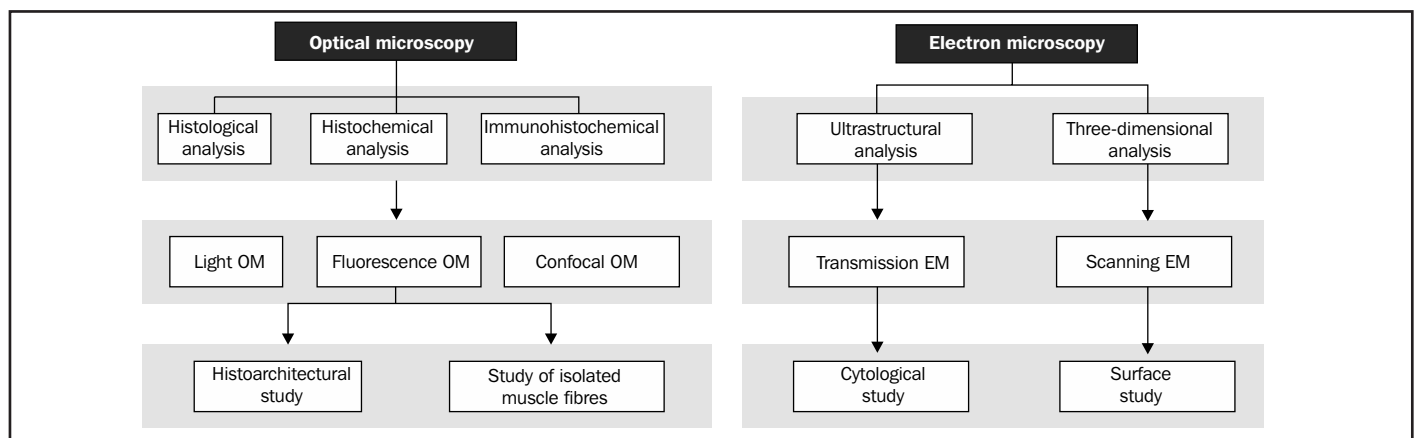 Optical microscopy
Histological
analysis
Histochemical
analysis
Immunohistochemical
analysis
Light OM
Fluorescence OM
Confocal OM
Histoarchitectural
study
Study of isolated
muscle fibres
Electron microscopy
Ultrastructural
analysis
Three-dimensional
analysis
Transmission EM
Scanning EM
Cytological
study
Surface
study